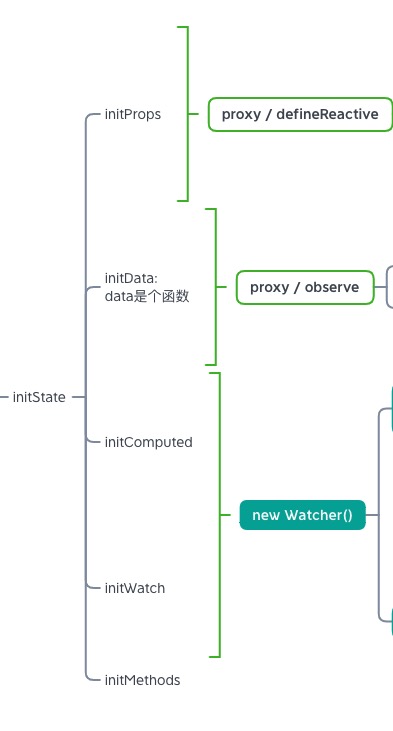 initProps
proxy / defineReactive
initData:
data是个函数
proxy / observe
initState
initComputed
new Watcher()
initWatch
initMethods